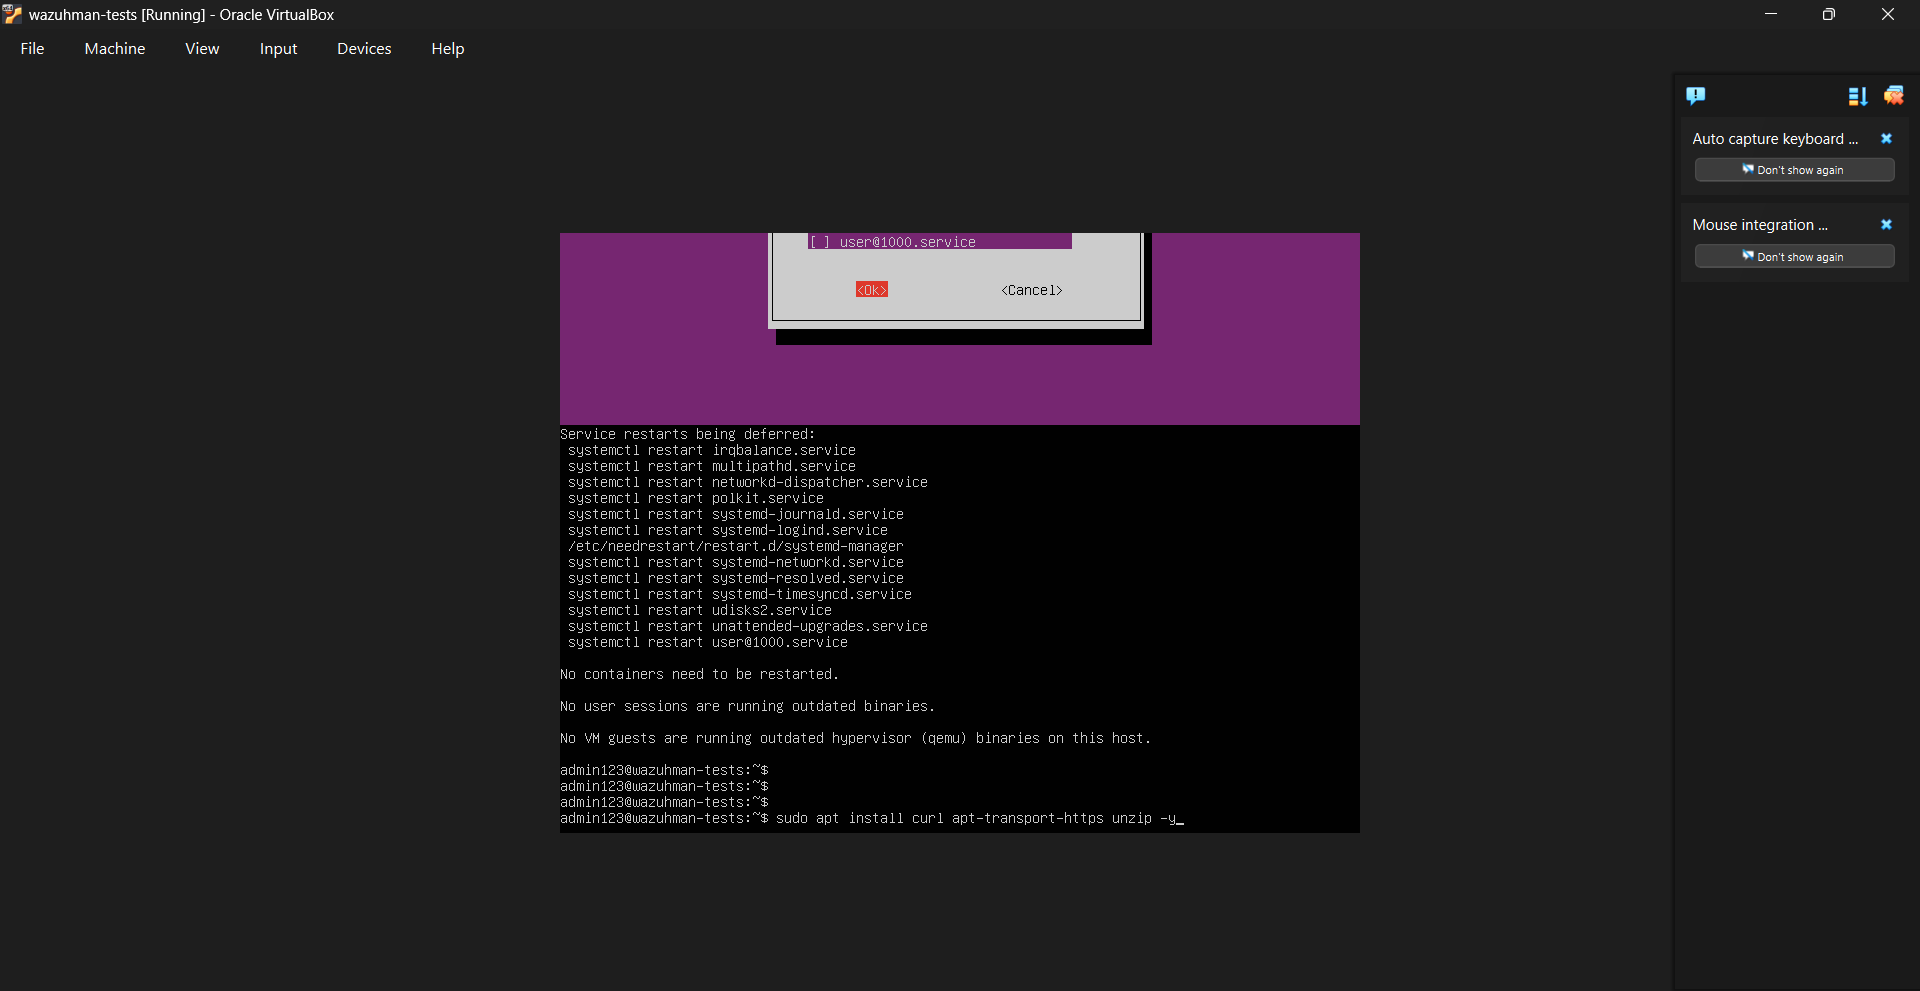 wazuhman-tests [Running] - Oracle VirtualBox
File Machine View Input Devices Help
Auto capture keyboard ...
Don't show again
Mouse integration ...
Don't show again
[ ] user@1000.service
<Ok> <Cancel>
Service restarts being deferred:
systemctl restart irqbalance.service
systemctl restart multipathd.service
systemctl restart networkd-dispatcher.service
systemctl restart polkit.service
systemctl restart systemd-journald.service
systemctl restart systemd-logind.service
/etc/needrestart/restart.d/systemd-manager
systemctl restart systemd-networkd.service
systemctl restart systemd-resolved.service
systemctl restart systemd-timesyncd.service
systemctl restart udisks2.service
systemctl restart unattended-upgrades.service
systemctl restart user@1000.service
No containers need to be restarted.
No user sessions are running outdated binaries.
No VM guests are running outdated hypervisor (qemu) binaries on this host.
admin123@wazuhman-tests:~$
admin123@wazuhman-tests:~$
admin123@wazuhman-tests:~$
admin123@wazuhman-tests:~$ sudo apt install curl apt-transport-https unzip -y_